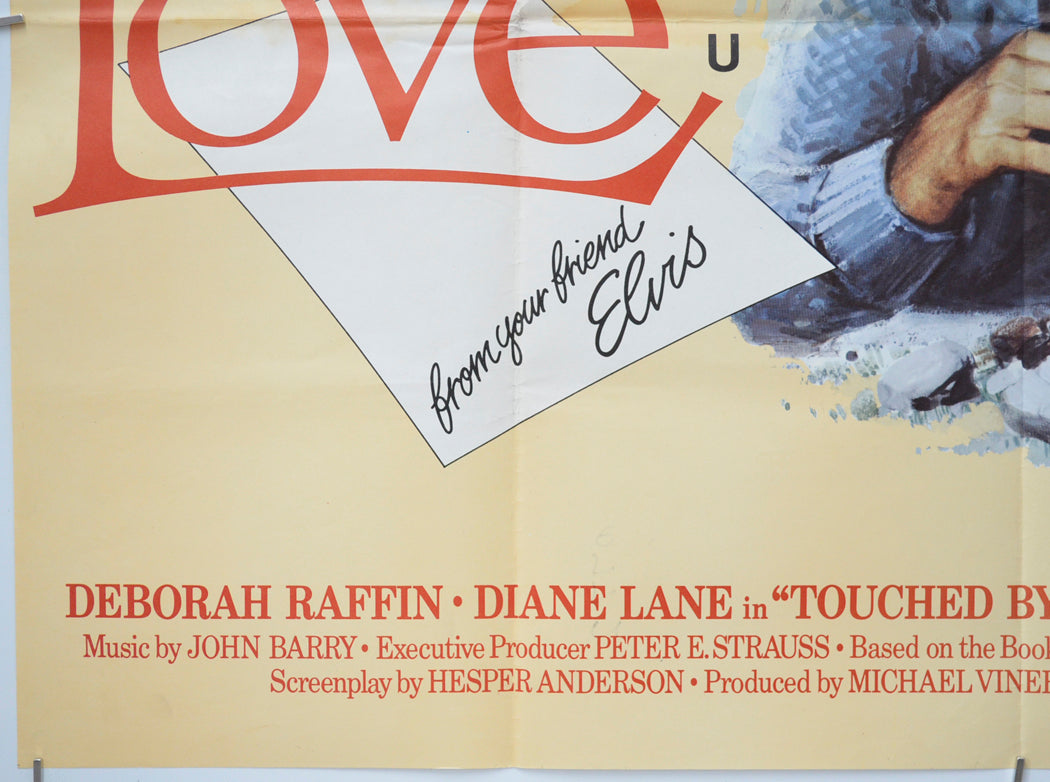 Love
U
from your friend
Elvis
DEBORAH RAFFIN • DIANE LANE in “TOUCHED BY
Music by JOHN BARRY • Executive Producer PETER E. STRAUSS • Based on the Book
Screenplay by HESPER ANDERSON • Produced by MICHAEL VINER